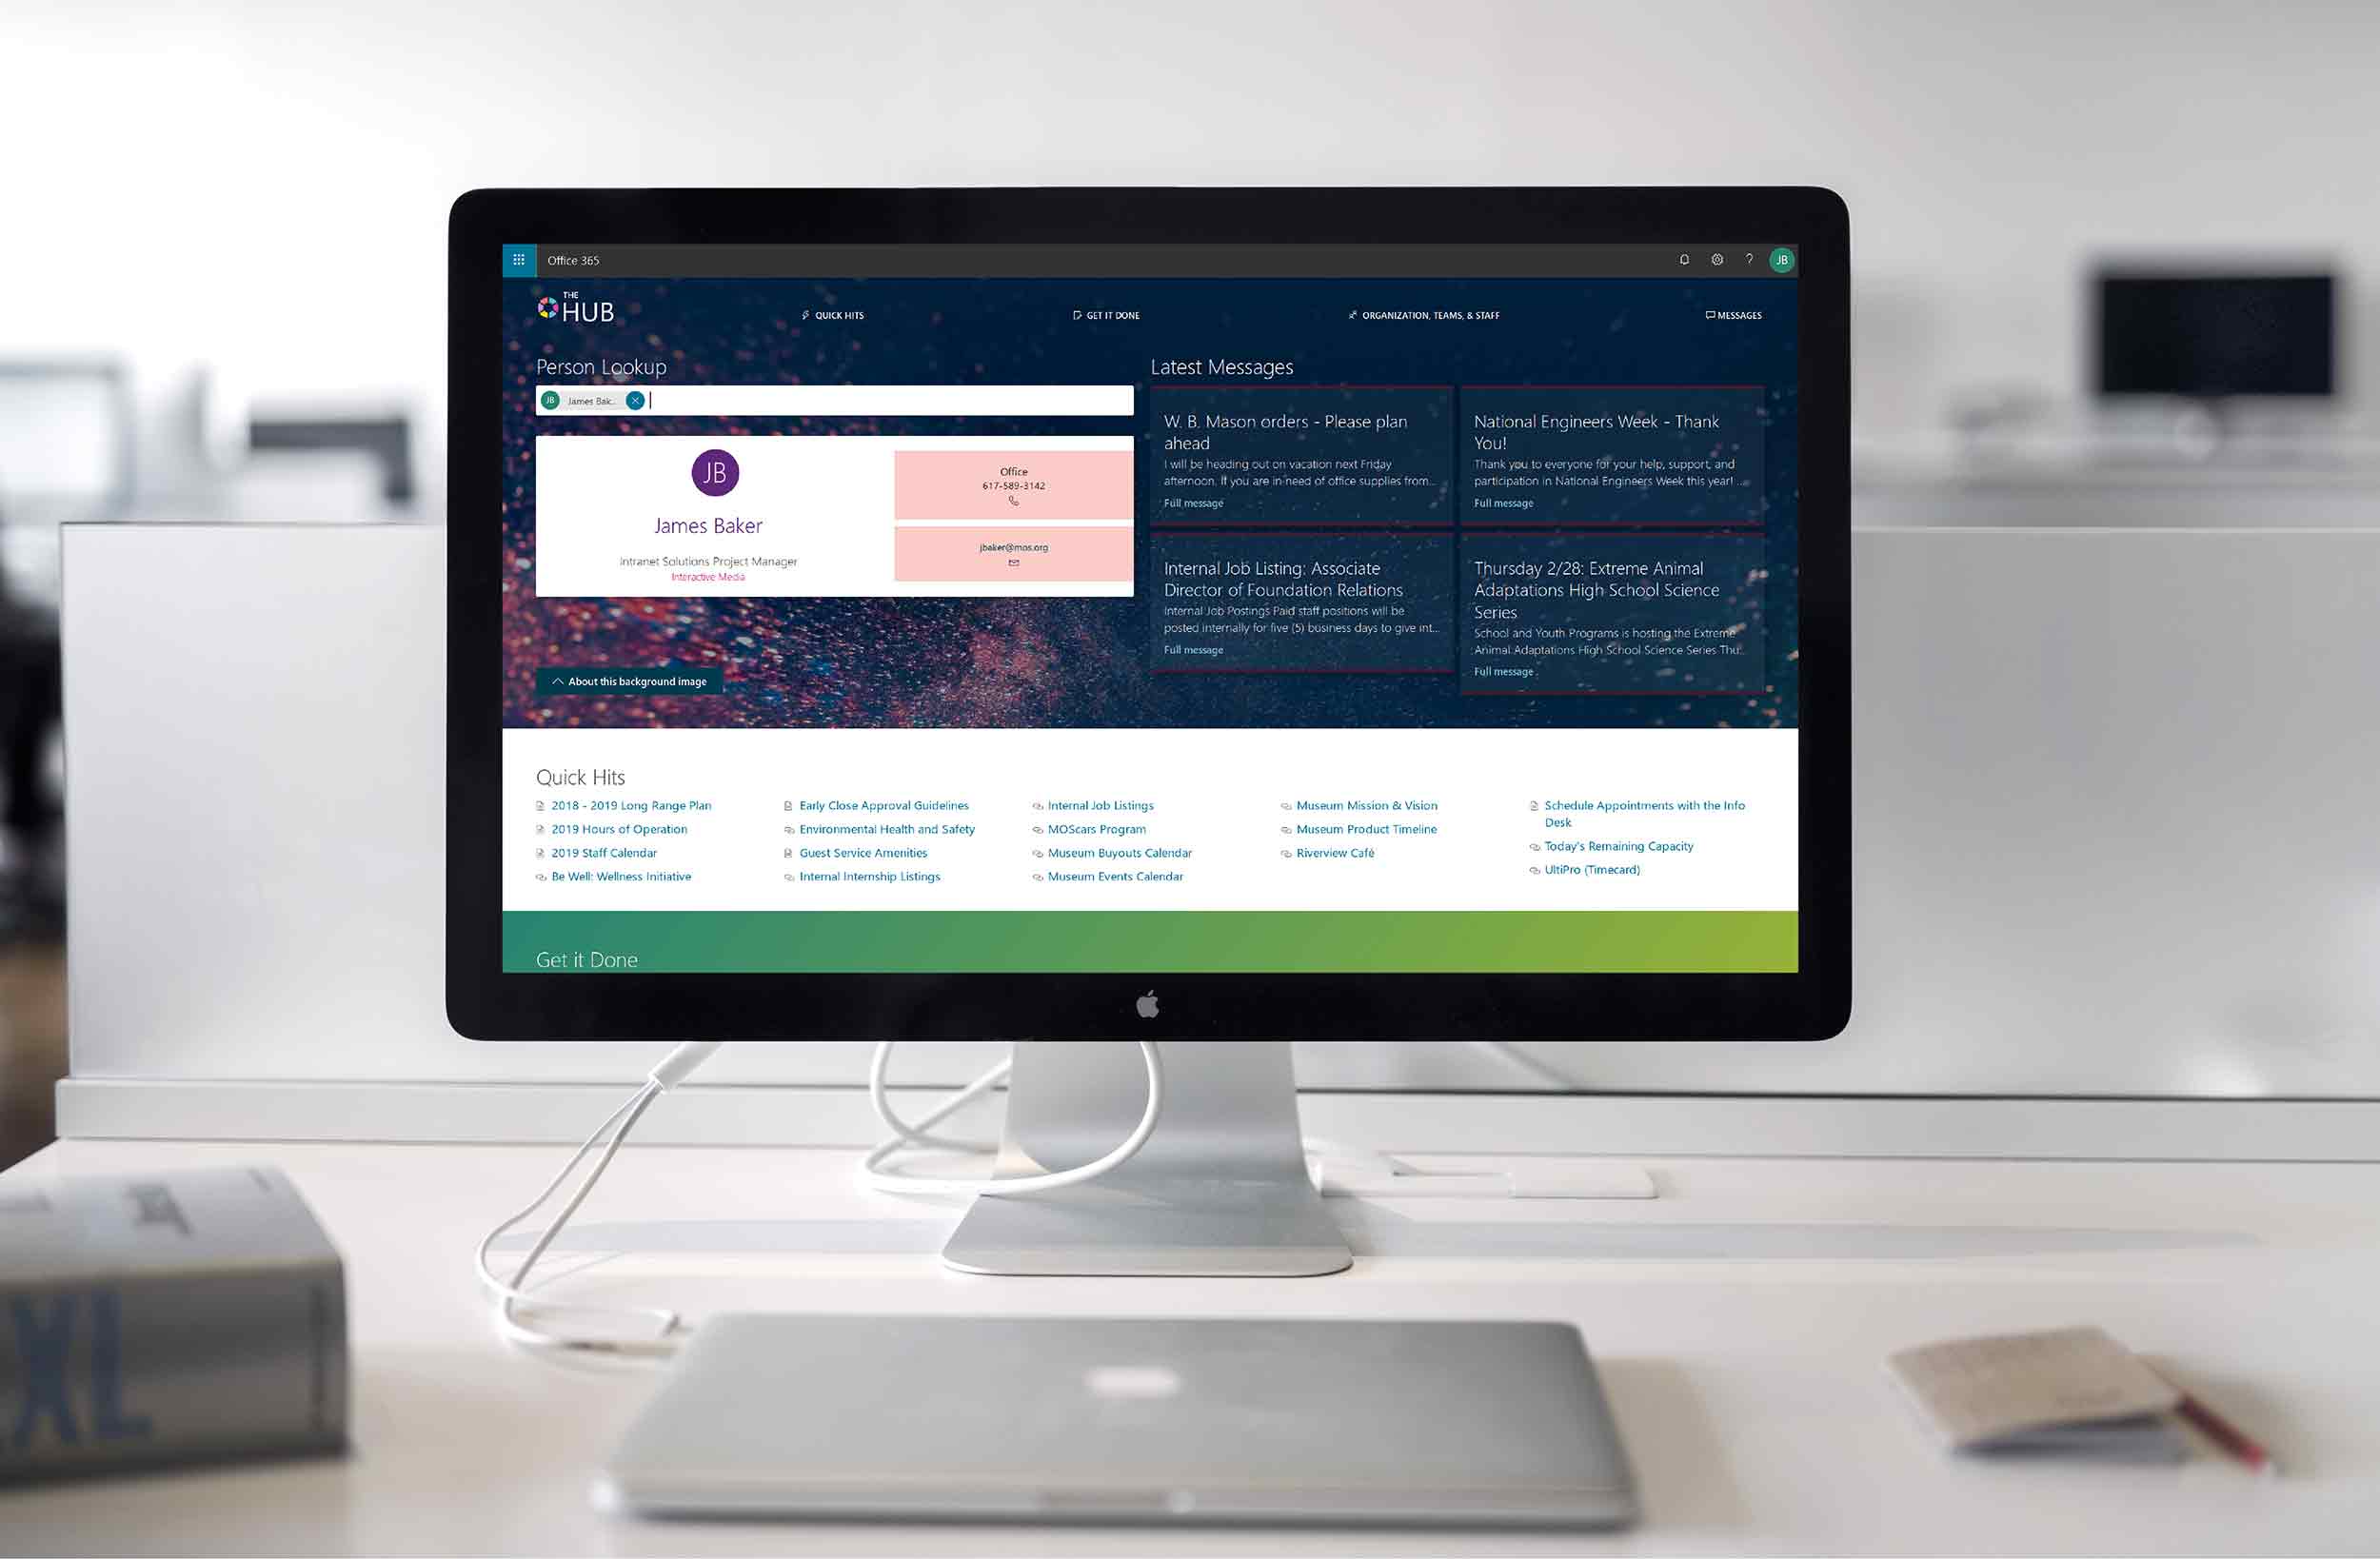 Office 365
JB
THE
HUB
QUICK HITS
GET IT DONE
ORGANIZATION, TEAMS, & STAFF
MESSAGES
Person Lookup
JB James Bak...
JB
James Baker
Intranet Solutions Project Manager
Interactive Media
Office
617-589-3142
jbaker@mos.org
About this background image
Latest Messages
W. B. Mason orders - Please plan
ahead
I will be heading out on vacation next Friday
afternoon. If you are in need of office supplies from...
Full message
National Engineers Week - Thank
You!
Thank you to everyone for your help, support, and
participation in National Engineers Week this year! ...
Full message
Internal Job Listing: Associate
Director of Foundation Relations
Internal Job Postings Paid staff positions will be
posted internally for five (5) business days to give int...
Full message
Thursday 2/28: Extreme Animal
Adaptations High School Science
Series
School and Youth Programs is hosting the Extreme
Animal Adaptations High School Science Series Thu...
Full message
Quick Hits
2018 - 2019 Long Range Plan
2019 Hours of Operation
2019 Staff Calendar
Be Well: Wellness Initiative
Early Close Approval Guidelines
Environmental Health and Safety
Guest Service Amenities
Internal Internship Listings
Internal Job Listings
MOScars Program
Museum Buyouts Calendar
Museum Events Calendar
Museum Mission & Vision
Museum Product Timeline
Riverview Café
Schedule Appointments with the Info
Desk
Today's Remaining Capacity
UltiPro (Timecard)
Get it Done
XL